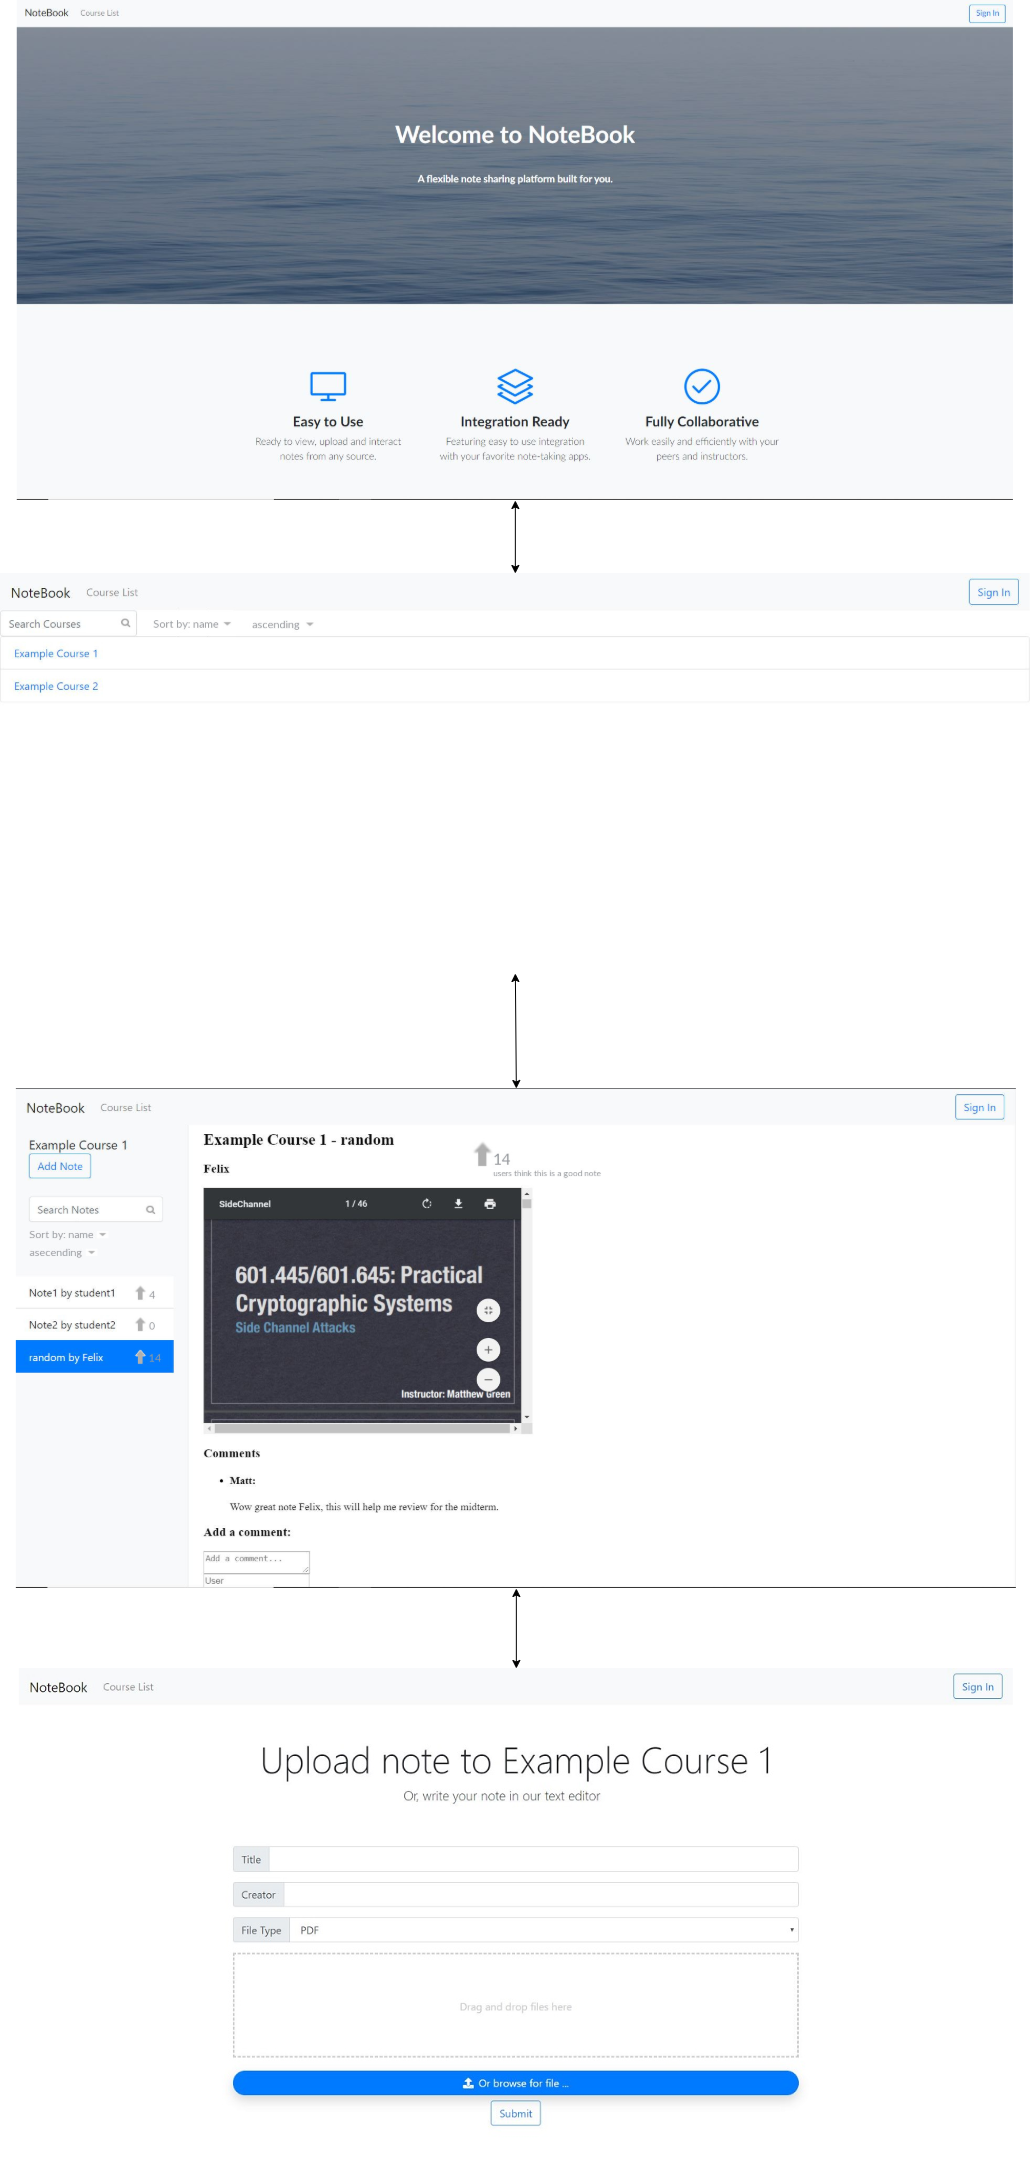 NoteBook Course List Sign In
Welcome to NoteBook
A flexible note sharing platform built for you.
Easy to Use
Ready to view, upload and interact
notes from any source.
Integration Ready
Featuring easy to use integration
with your favorite note-taking apps.
Fully Collaborative
Work easily and efficiently with your
peers and instructors.
NoteBook Course List Sign In
Search Courses Sort by: name ascending
Example Course 1
Example Course 2
NoteBook Course List Sign In
Example Course 1
Add Note
Search Notes
Sort by: name
asecending
Note1 by student1 4
Note2 by student2 0
random by Felix 14
Example Course 1 - random
Felix
14
users think this is a good note
SideChannel 1 / 46
601.445/601.645: Practical
Cryptographic Systems
Side Channel Attacks
Instructor: Matthew Green
Comments
Matt:
Wow great note Felix, this will help me review for the midterm.
Add a comment:
Add a comment...
User
NoteBook Course List Sign In
Upload note to Example Course 1
Or, write your note in our text editor
Title
Creator
File Type PDF
Drag and drop files here
Or browse for file ...
Submit